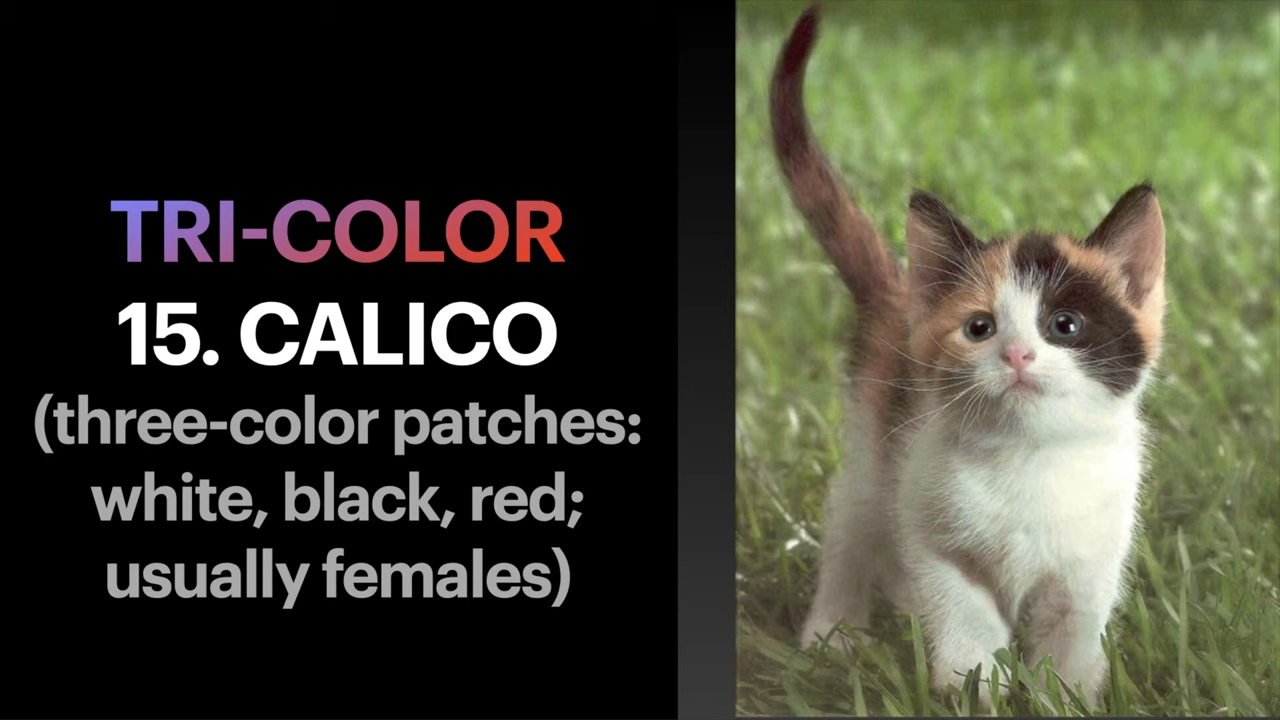 TRI-COLOR
15. CALICO
(three-color patches:
white, black, red;
usually females)